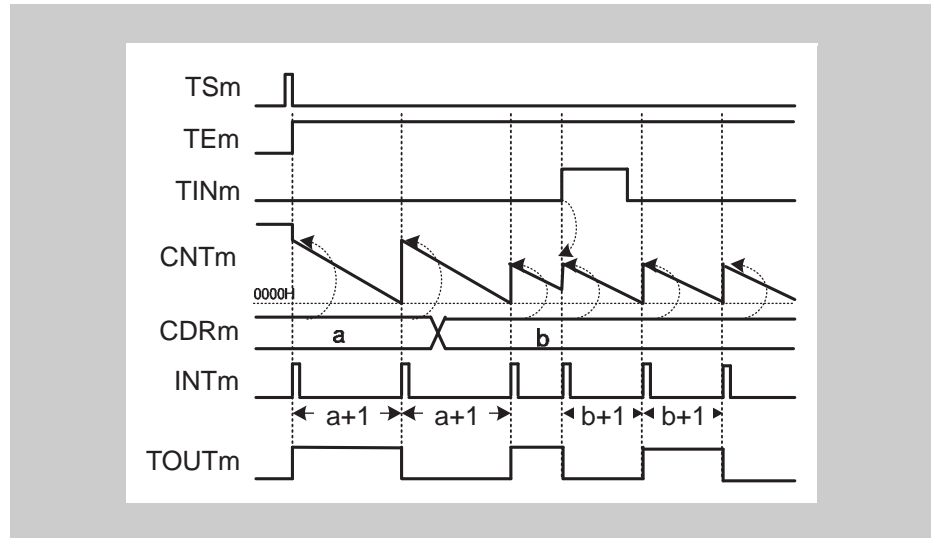 TSm
TEm
TINm
CNTm
0000H
CDRm
a
b
INTm
a+1
a+1
b+1
b+1
TOUTm